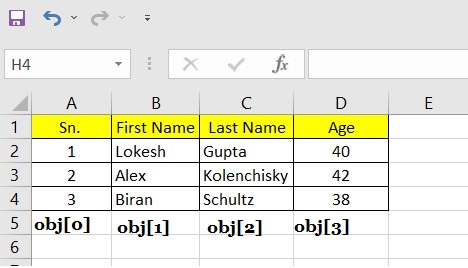 H4
fx
A B C D E
1 Sn. First Name Last Name Age
2 1 Lokesh Gupta 40
3 2 Alex Kolenchisky 42
4 3 Biran Schultz 38
5 obj[0] obj[1] obj[2] obj[3]
6